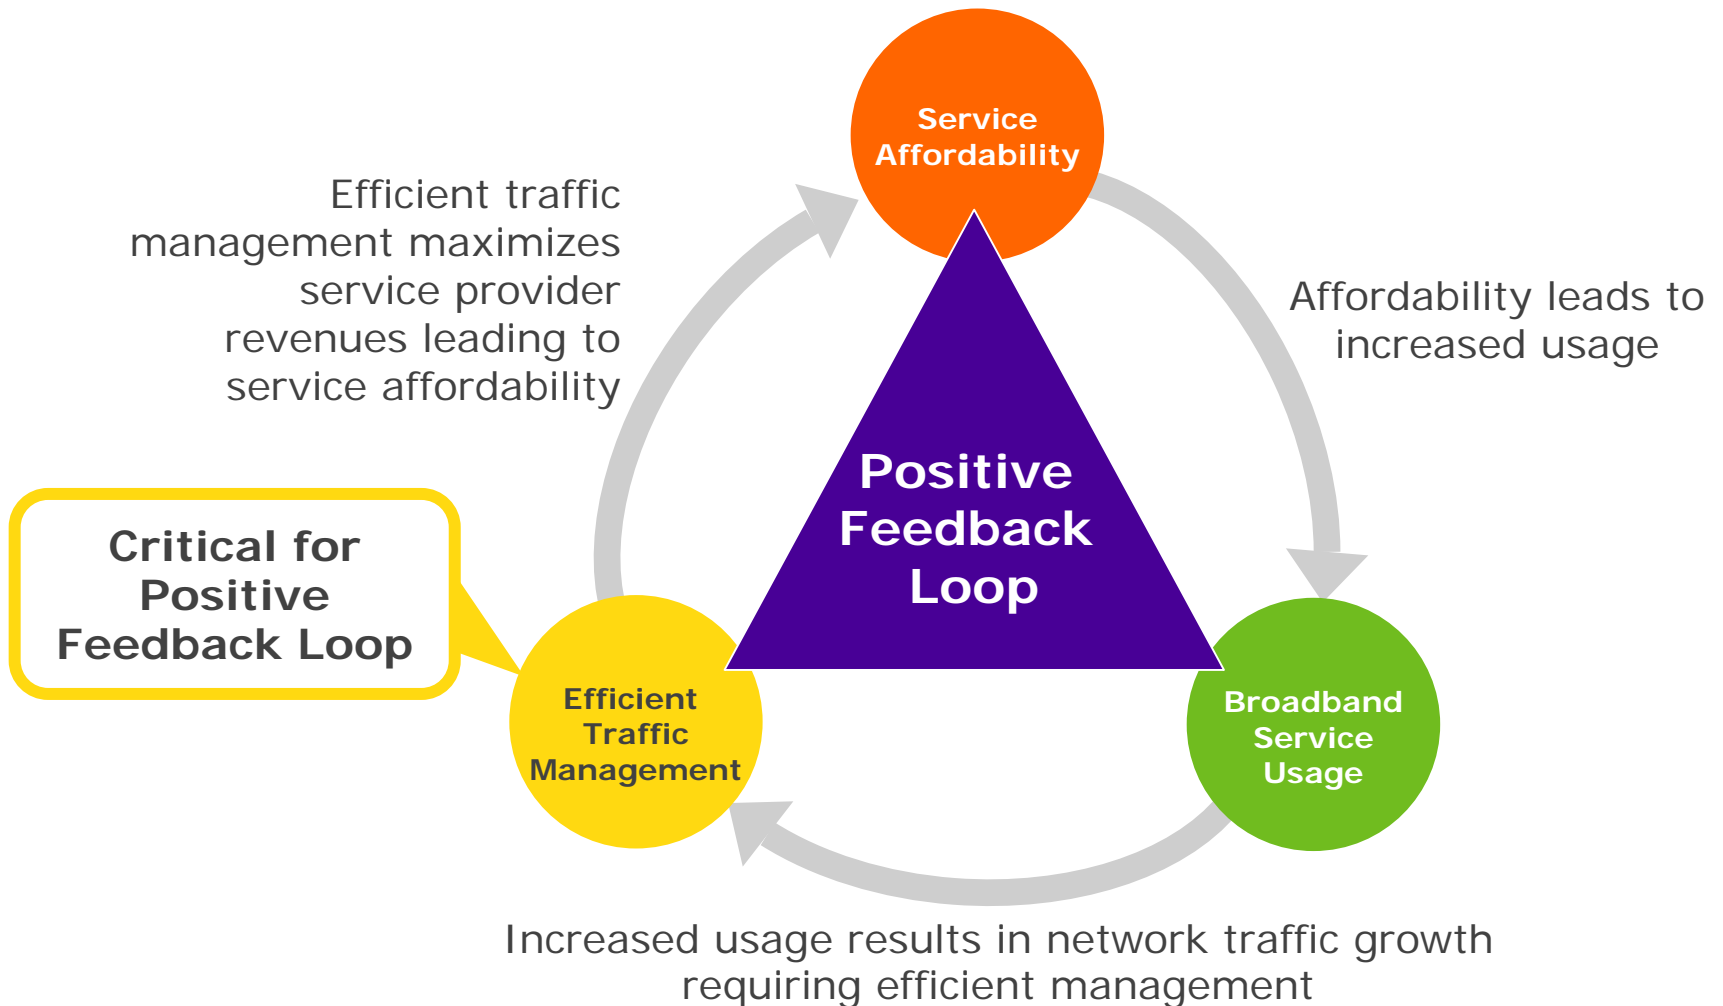 Service
Affordability
Efficient traffic
management maximizes
service provider
revenues leading to
service affordability
Affordability leads to
increased usage
Positive
Feedback
Loop
Critical for
Positive
Feedback Loop
Efficient
Traffic
Management
Broadband
Service
Usage
Increased usage results in network traffic growth
requiring efficient management